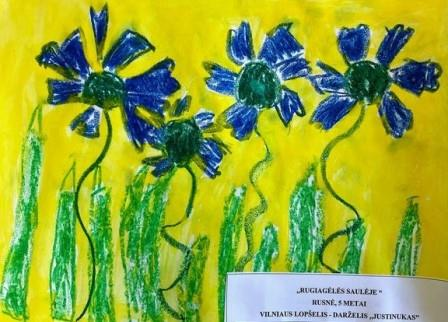 „RUGIAGĖLĖS SAULĖJE "
RUSNĖ, 5 METAI
VILNIAUS LOPŠELIS - DARŽELIS „JUSTINUKAS"